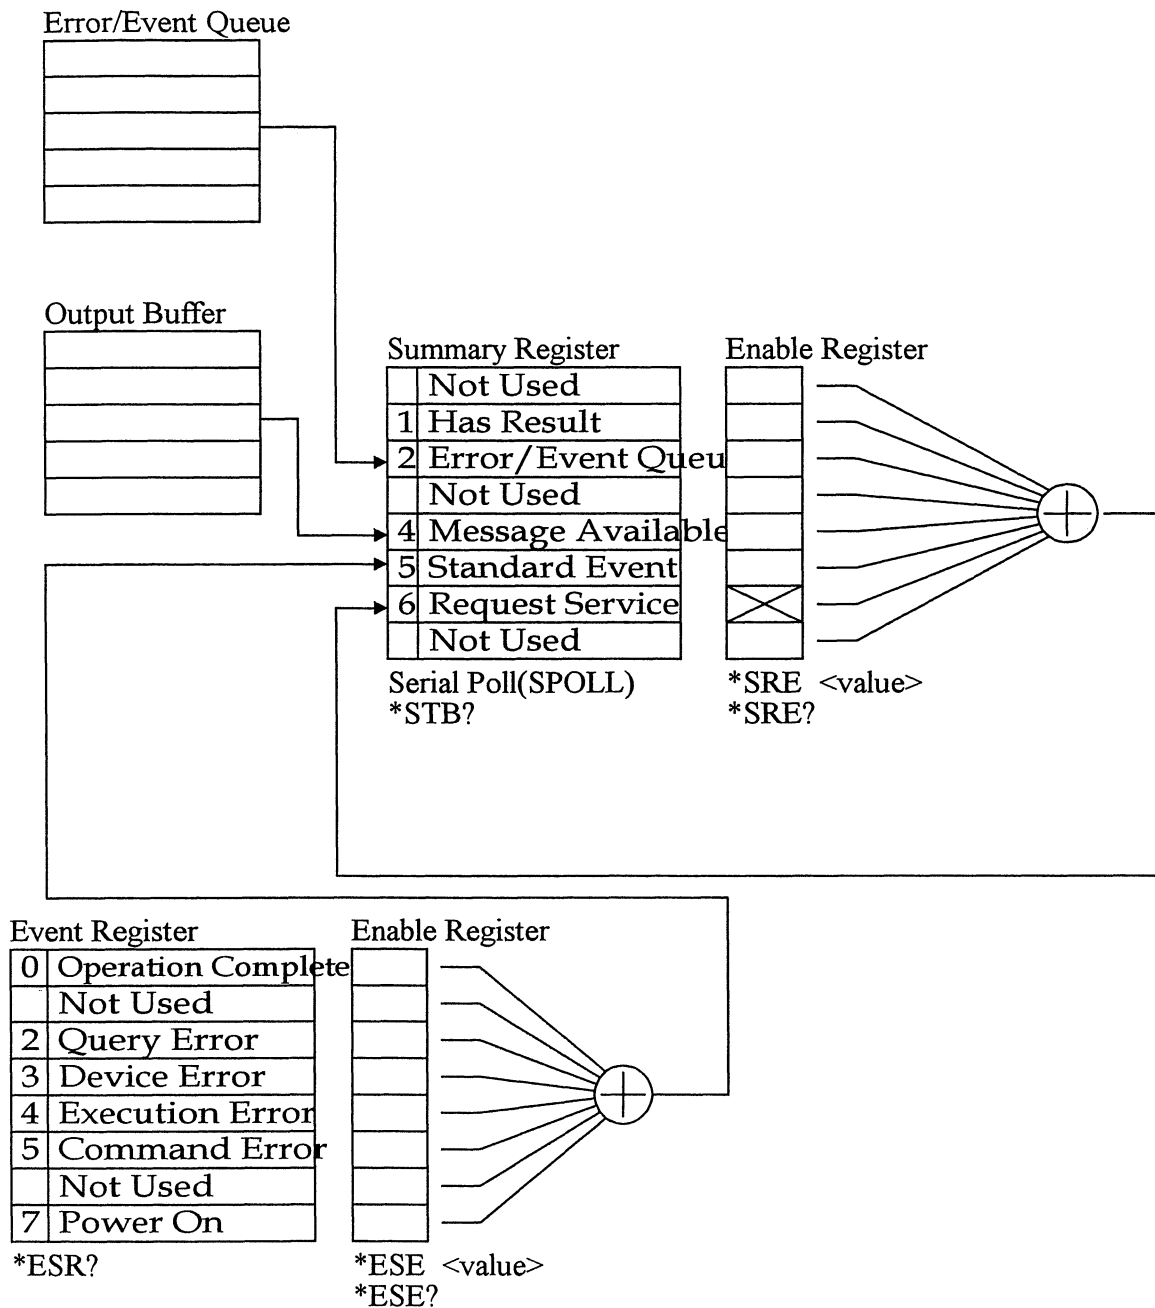 Error/Event Queue
Output Buffer
Summary Register
Not Used
1 Has Result
2 Error/Event Queu
Not Used
4 Message Available
5 Standard Event
6 Request Service
Not Used
Serial Poll(SPOLL)
*STB?
Enable Register
*SRE <value>
*SRE?
Event Register
0 Operation Complete
Not Used
2 Query Error
3 Device Error
4 Execution Error
5 Command Error
Not Used
7 Power On
*ESR?
Enable Register
*ESE <value>
*ESE?